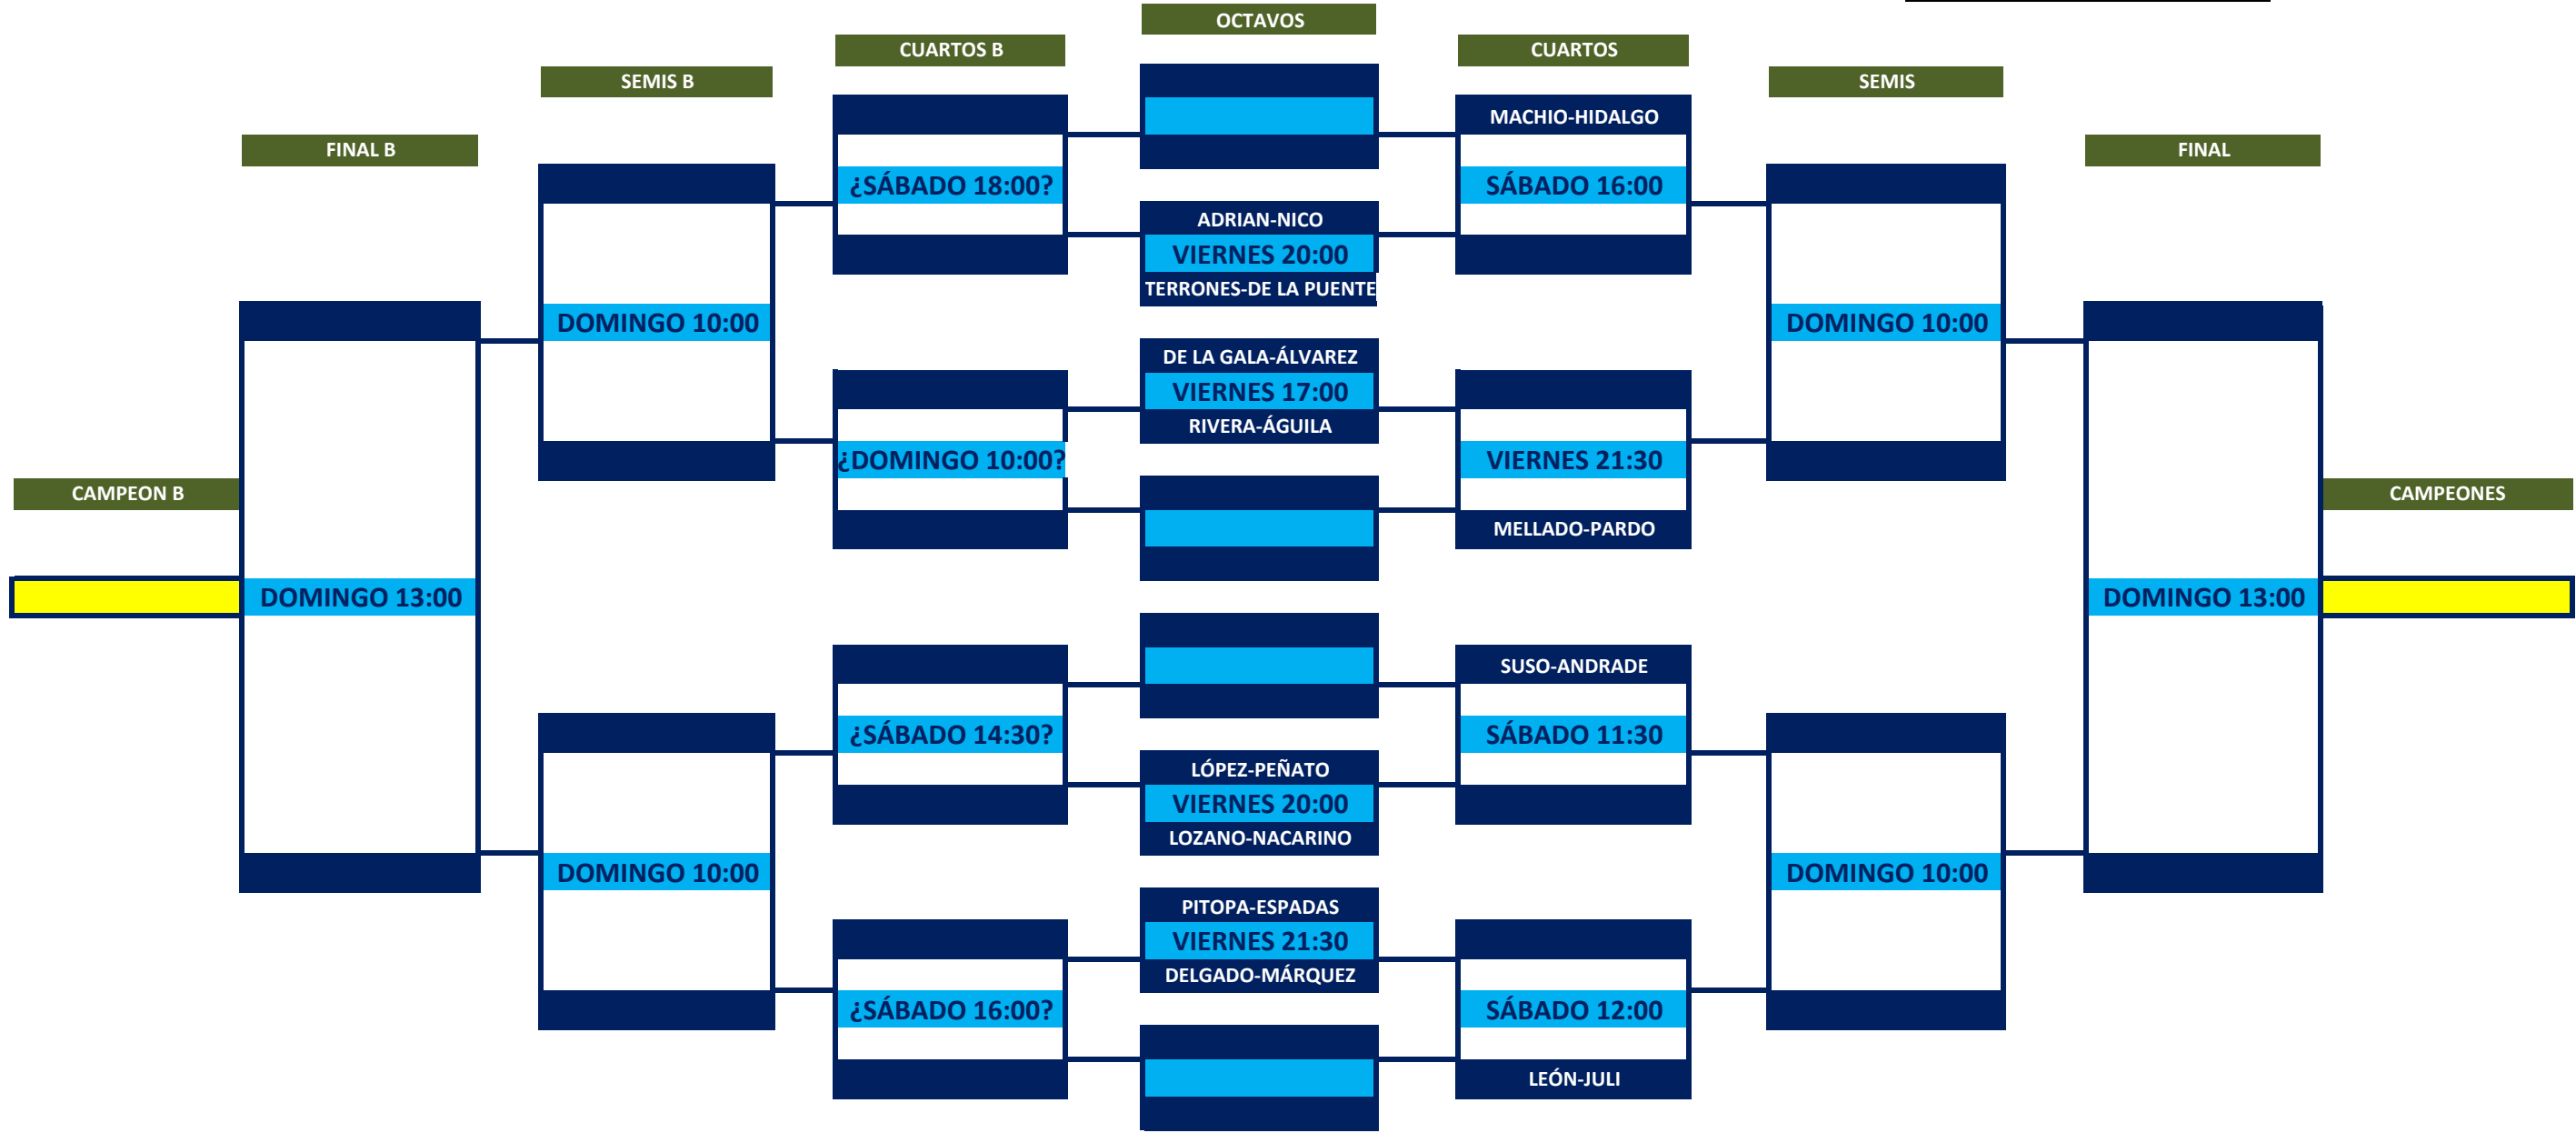 OCTAVOS
CUARTOS B
CUARTOS
SEMIS B
SEMIS
MACHIO-HIDALGO
FINAL B
FINAL
¿SÁBADO 18:00?
SÁBADO 16:00
ADRIAN-NICO
VIERNES 20:00
TERRONES-DE LA PUENTE
DOMINGO 10:00
DOMINGO 10:00
DE LA GALA-ÁLVAREZ
VIERNES 17:00
RIVERA-ÁGUILA
¿DOMINGO 10:00?
VIERNES 21:30
CAMPEON B
CAMPEONES
MELLADO-PARDO
DOMINGO 13:00
DOMINGO 13:00
SUSO-ANDRADE
¿SÁBADO 14:30?
SÁBADO 11:30
LÓPEZ-PEÑATO
VIERNES 20:00
LOZANO-NACARINO
DOMINGO 10:00
DOMINGO 10:00
PITOPA-ESPADAS
VIERNES 21:30
DELGADO-MÁRQUEZ
¿SÁBADO 16:00?
SÁBADO 12:00
LEÓN-JULI